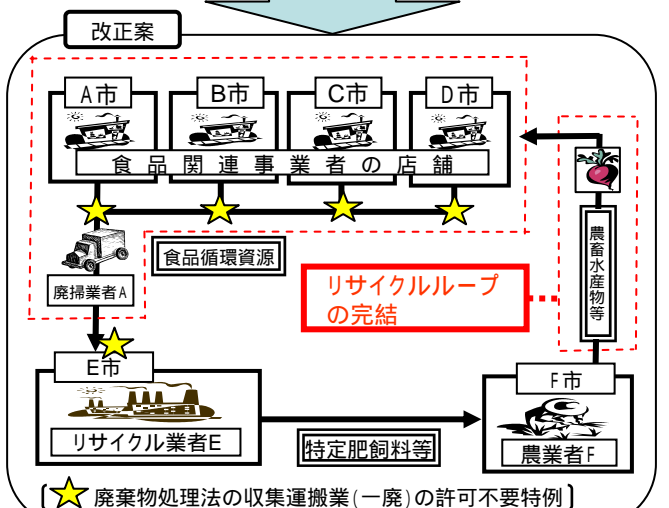 改正案
A市
B市
C市
D市
食品関連事業者の店舗
食品循環資源
廃掃業者A
リサイクルループ
の完結
農畜水産物等
E市
リサイクル業者E
特定肥飼料等
F市
農業者F
〔☆廃棄物処理法の収集運搬業(一廃)の許可不要特例〕